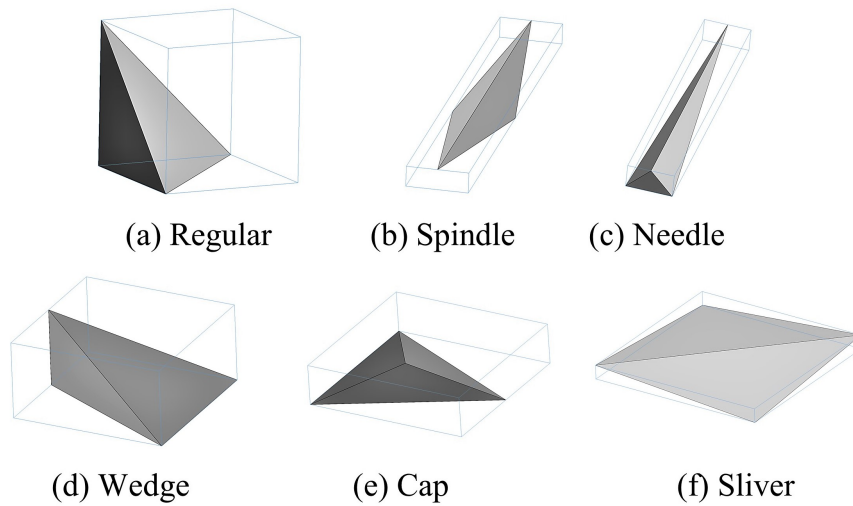 (a) Regular
(b) Spindle
(c) Needle
(d) Wedge
(e) Cap
(f) Sliver